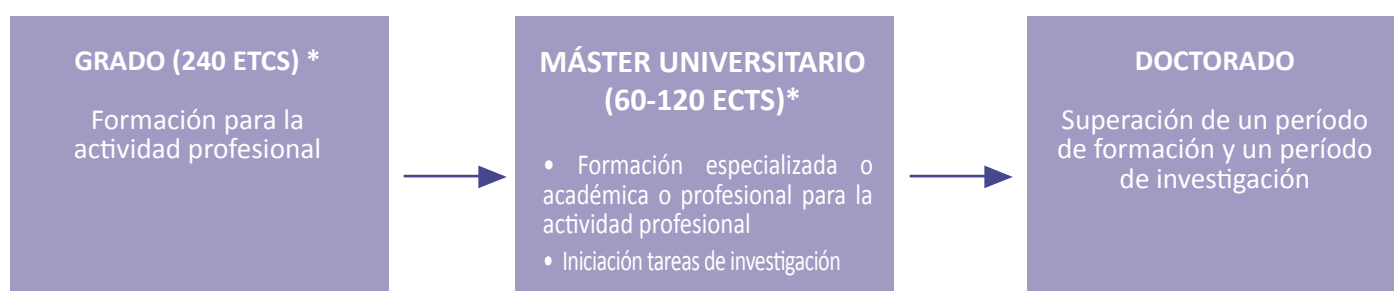 GRADO (240 ETCS) *
Formación para la
actividad profesional
MÁSTER UNIVERSITARIO
(60-120 ECTS)*
• Formación especializada o
académica o profesional para la
actividad profesional
• Iniciación tareas de investigación
DOCTORADO
Superación de un período
de formación y un período
de investigación